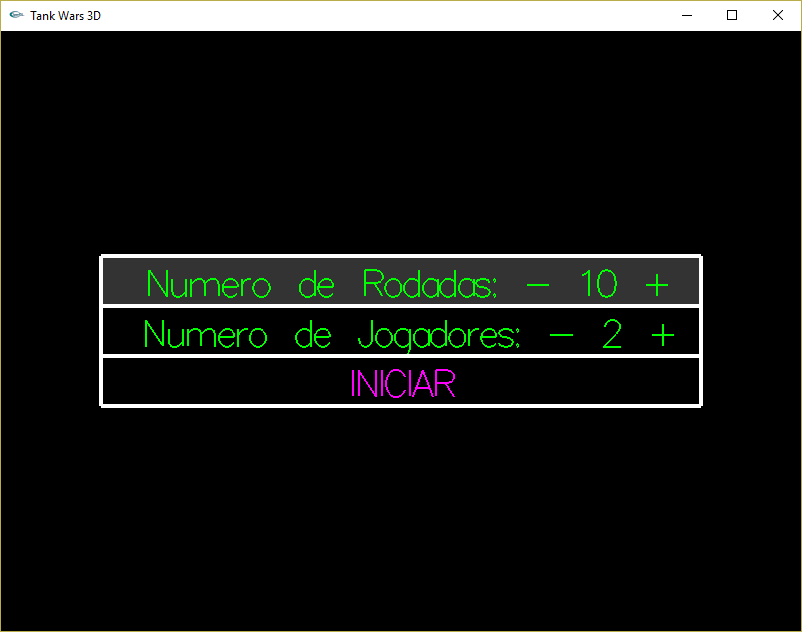 Tank Wars 3D
Numero de Rodadas: - 10 +
Numero de Jogadores: - 2 +
INICIAR